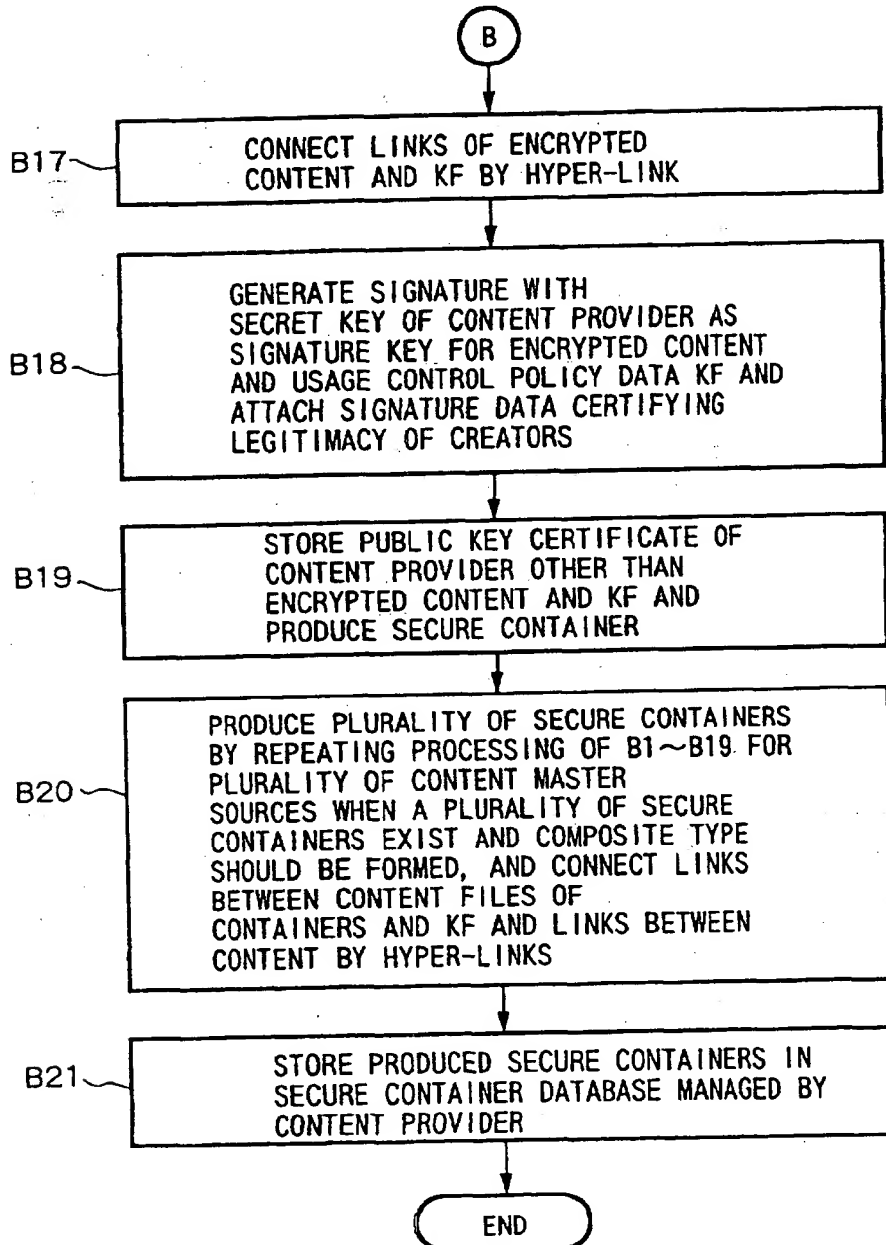 B
B17
CONNECT LINKS OF ENCRYPTED
CONTENT AND KF BY HYPER-LINK
B18
GENERATE SIGNATURE WITH
SECRET KEY OF CONTENT PROVIDER AS
SIGNATURE KEY FOR ENCRYPTED CONTENT
AND USAGE CONTROL POLICY DATA KF AND
ATTACH SIGNATURE DATA CERTIFYING
LEGITIMACY OF CREATORS
B19
STORE PUBLIC KEY CERTIFICATE OF
CONTENT PROVIDER OTHER THAN
ENCRYPTED CONTENT AND KF AND
PRODUCE SECURE CONTAINER
B20
PRODUCE PLURALITY OF SECURE CONTAINERS
BY REPEATING PROCESSING OF B1~B19 FOR
PLURALITY OF CONTENT MASTER
SOURCES WHEN A PLURALITY OF SECURE
CONTAINERS EXIST AND COMPOSITE TYPE
SHOULD BE FORMED, AND CONNECT LINKS
BETWEEN CONTENT FILES OF
CONTAINERS AND KF AND LINKS BETWEEN
CONTENT BY HYPER-LINKS
B21
STORE PRODUCED SECURE CONTAINERS IN
SECURE CONTAINER DATABASE MANAGED BY
CONTENT PROVIDER
END